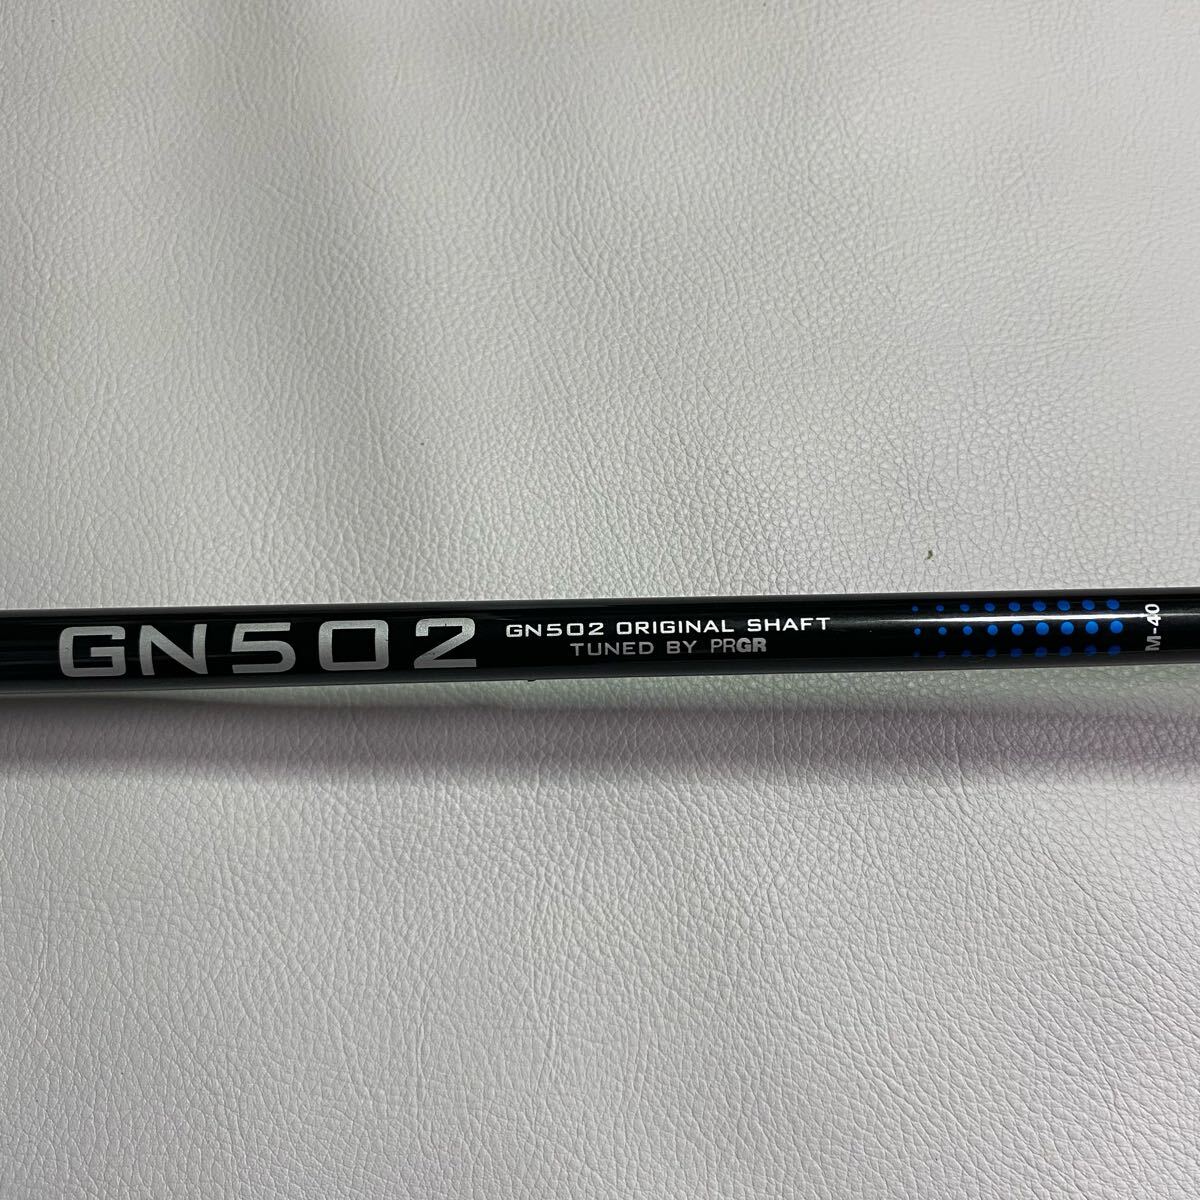 GN502
GN502 ORIGINAL SHAFT
TUNED BY PRGR
M-40